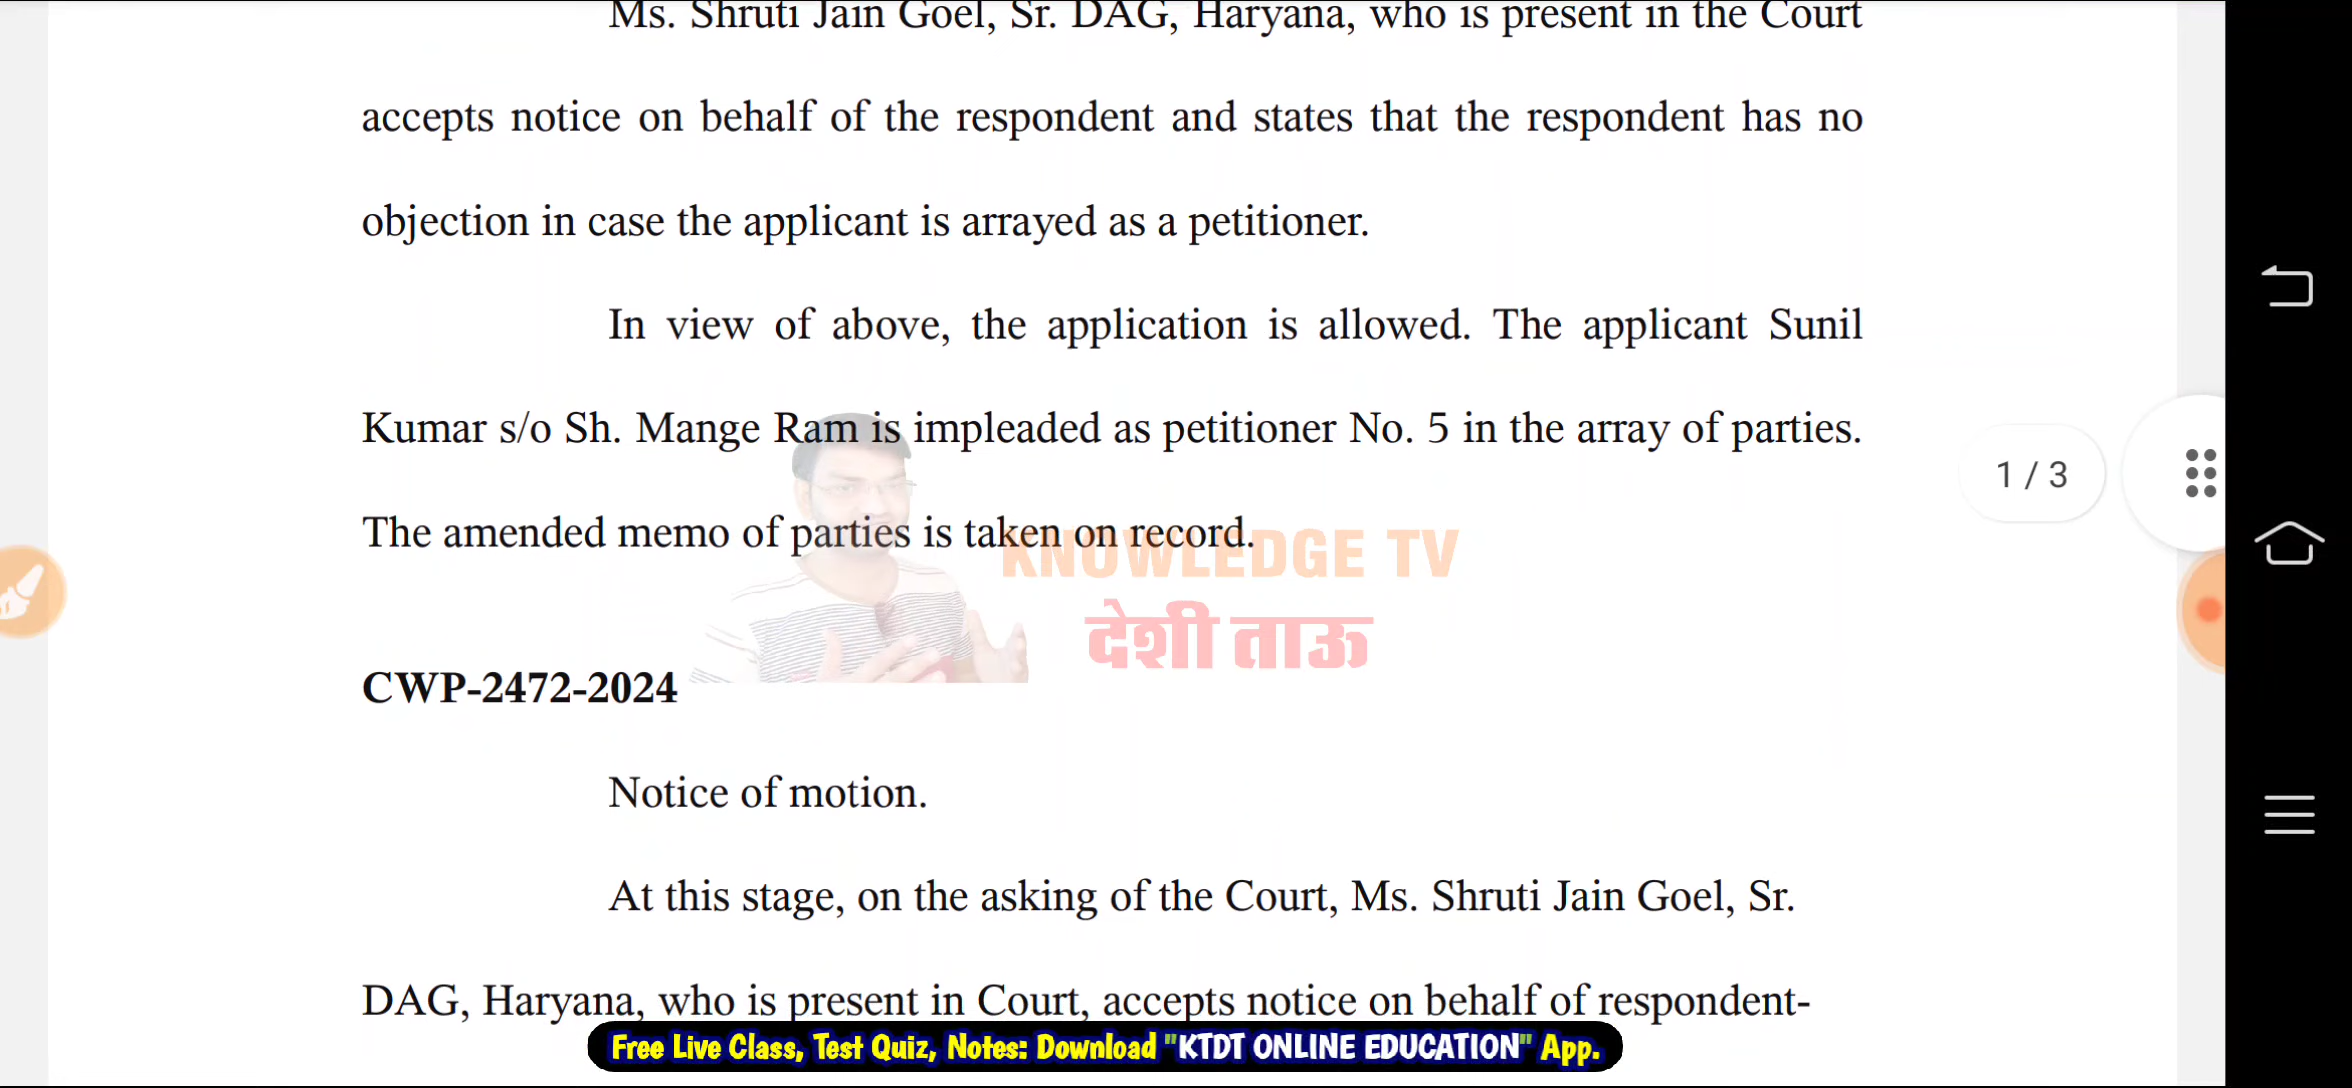 Ms. Shruti Jain Goel, Sr. DAG, Haryana, who is present in the Court
accepts notice on behalf of the respondent and states that the respondent has no
objection in case the applicant is arrayed as a petitioner.
In view of above, the application is allowed. The applicant Sunil
Kumar s/o Sh. Mange Ram is impleaded as petitioner No. 5 in the array of parties.
1 / 3
The amended memo of parties is taken on record.
KNOWLEDGE TV
देशी ताऊ
CWP-2472-2024
Notice of motion.
At this stage, on the asking of the Court, Ms. Shruti Jain Goel, Sr.
DAG, Haryana, who is present in Court, accepts notice on behalf of respondent-
Free Live Class, Test Quiz, Notes: Download "KTDT ONLINE EDUCATION" App.